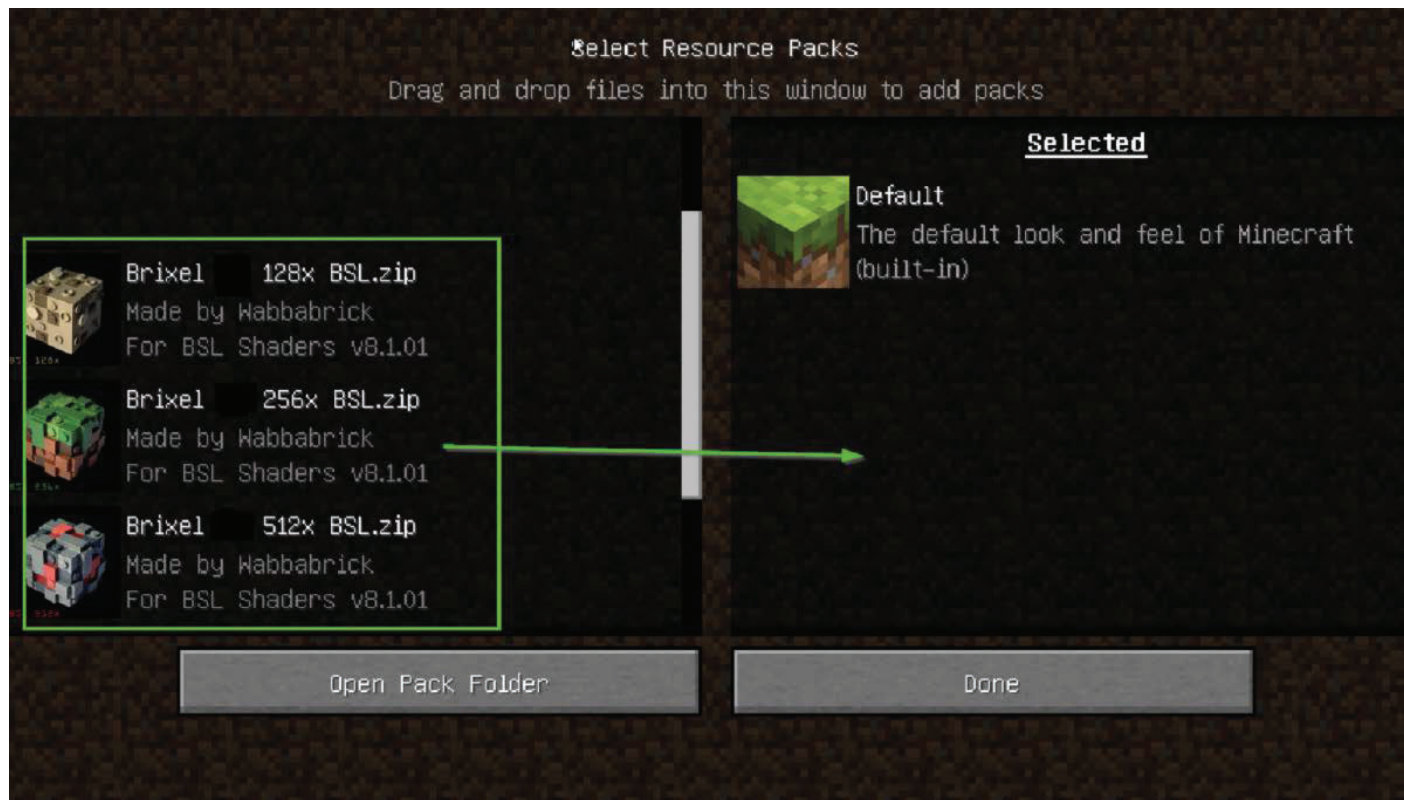 Select Resource Packs
Drag and drop files into this window to add packs
Brixel 128x BSL.zip
Made by Wabbabrick
For BSL Shaders v8.1.01
Brixel 256x BSL.zip
Made by Wabbabrick
For BSL Shaders v8.1.01
Brixel 512x BSL.zip
Made by Wabbabrick
For BSL Shaders v8.1.01
Selected
Default
The default look and feel of Minecraft
(built-in)
Open Pack Folder
Done